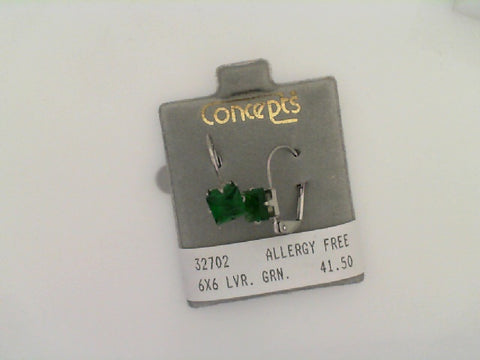 Concepts
32702 ALLERGY FREE
6X6 LVR. GRN. 41.50